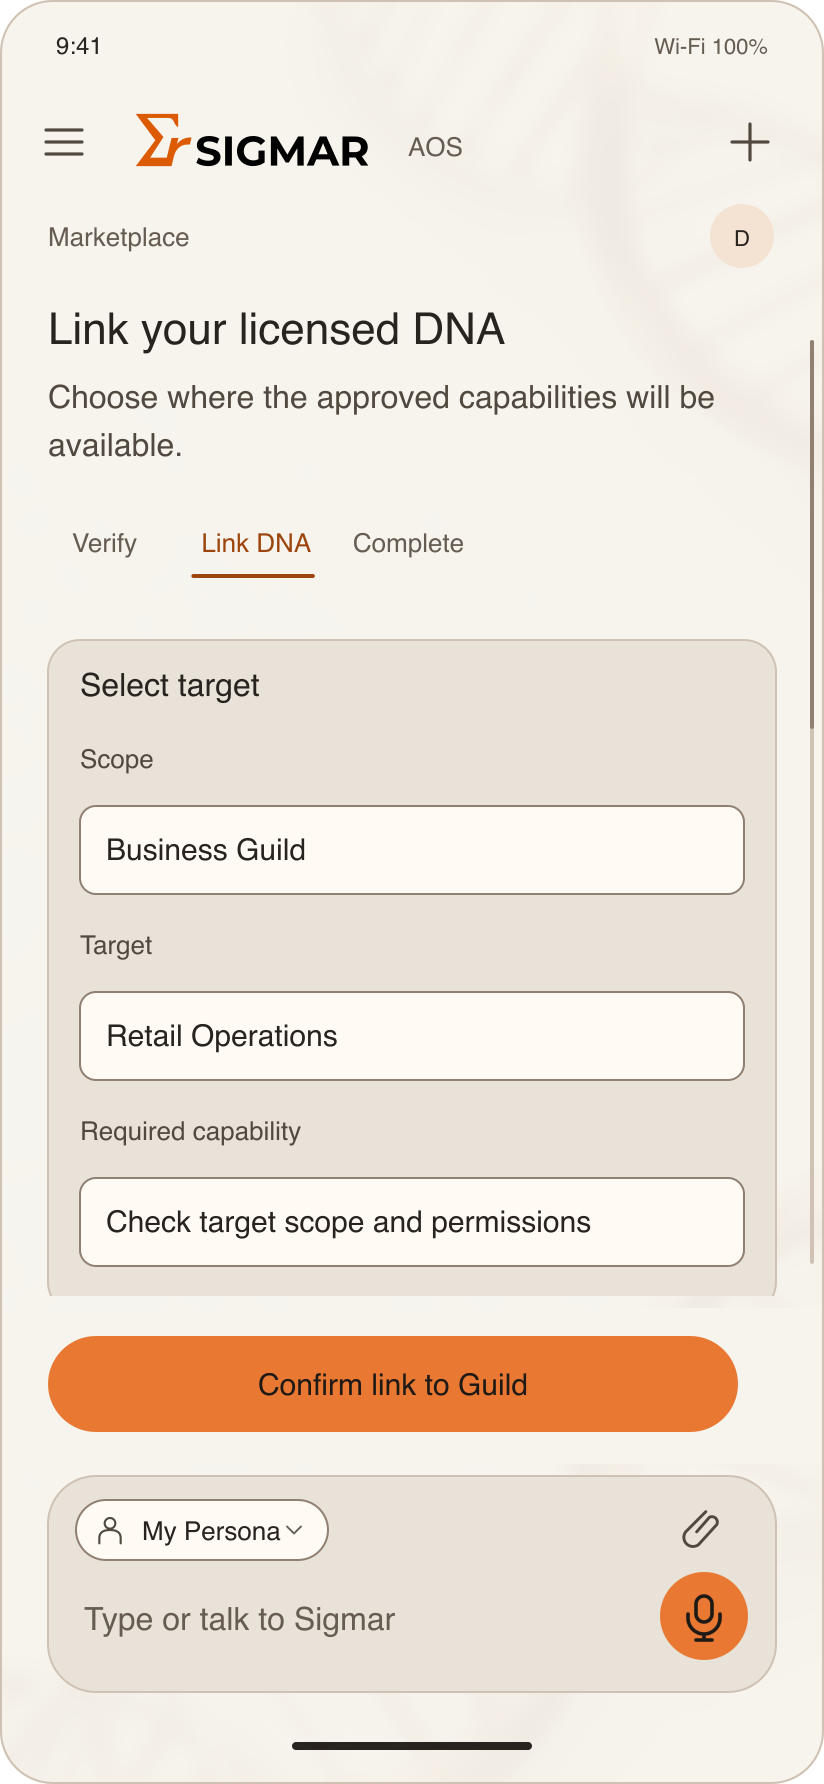 9:41
Wi-Fi 100%
Σr SIGMAR
AOS
Marketplace
D
Link your licensed DNA
Choose where the approved capabilities will be
available.
Verify
Link DNA
Complete
Select target
Scope
Business Guild
Target
Retail Operations
Required capability
Check target scope and permissions
Confirm link to Guild
My Persona
Type or talk to Sigmar